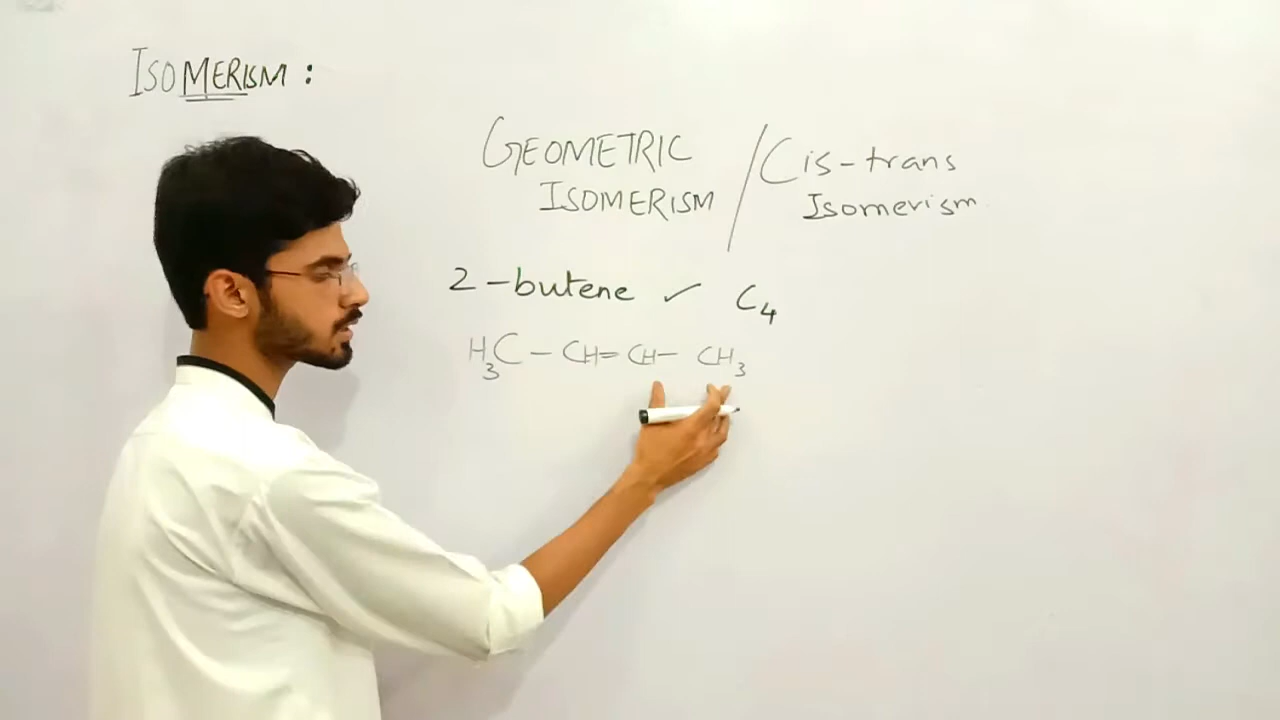 ISOMERISM :
GEOMETRIC / Cis-trans
ISOMERISM Isomerism
2-butene ✓ C₄
H₃C - CH=CH- CH₃